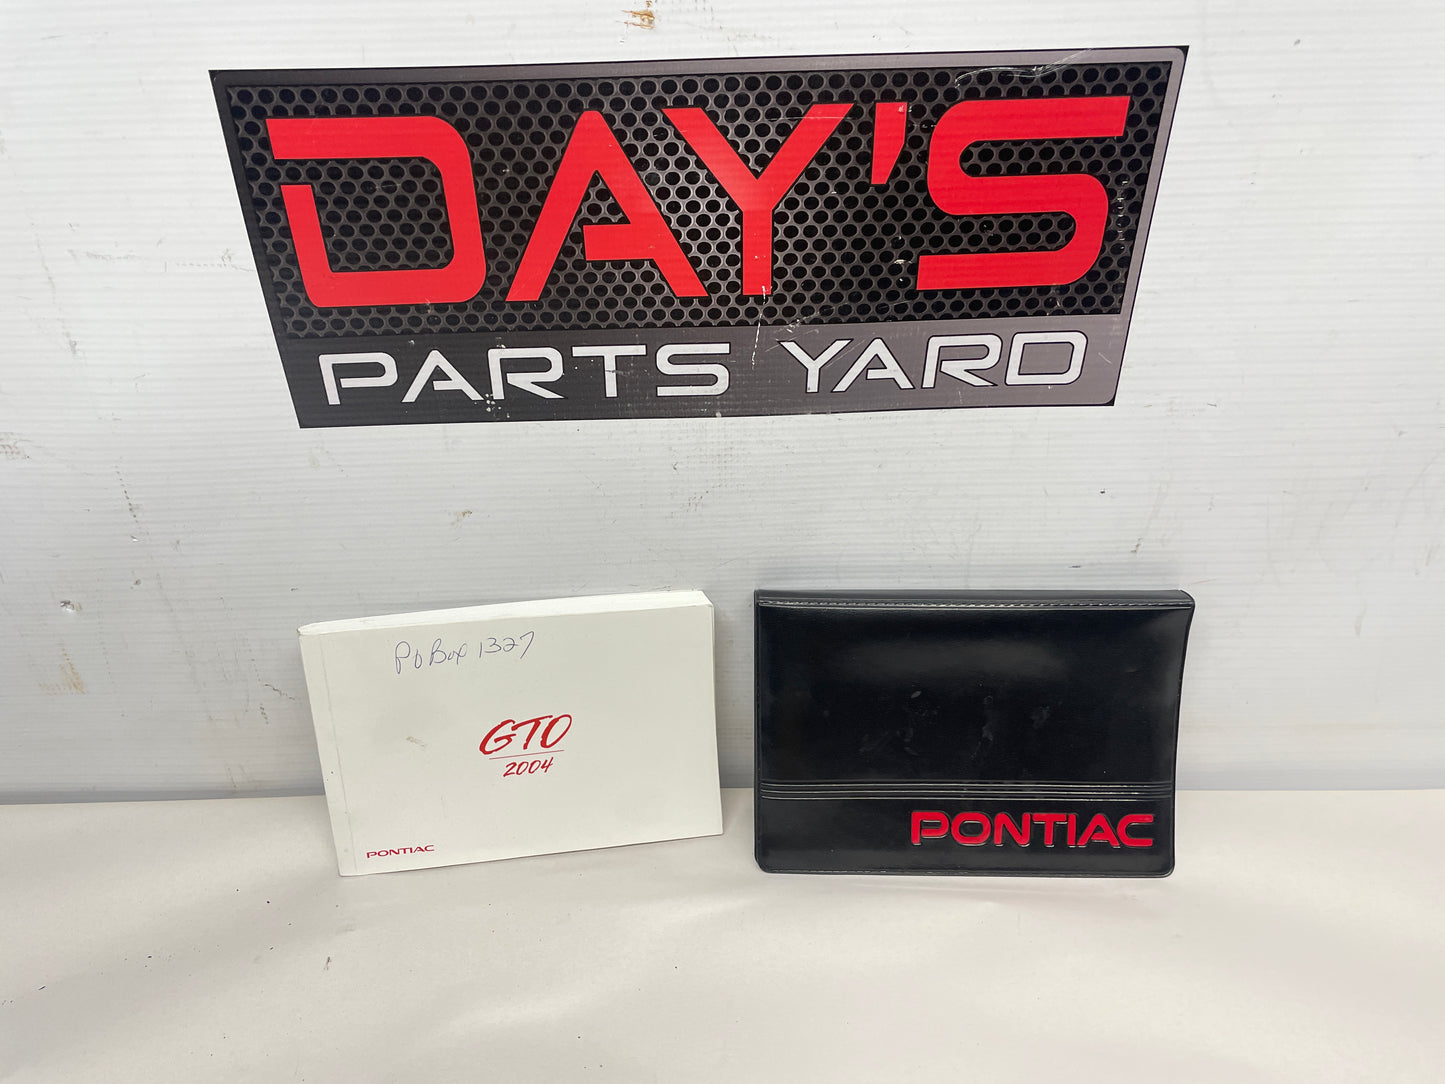 DAY'S
PARTS YARD
PO Box 1327
GTO
2004
PONTIAC
PONTIAC